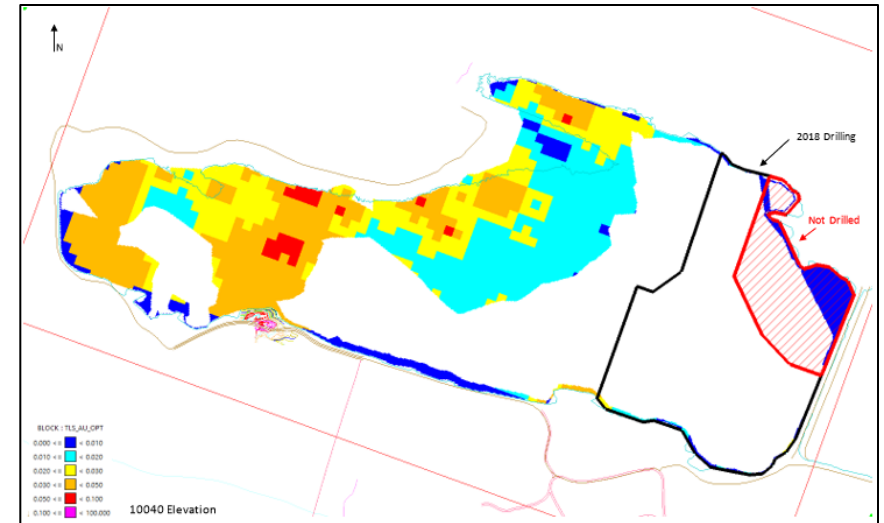 N
2018 Drilling
Not Drilled
BLOCK : TLS_AU_OPT
0.000 <= < 0.010
0.010 <= < 0.020
0.020 <= < 0.030
0.030 <= < 0.050
0.050 <= < 0.100
0.100 <= < 100.000
10040 Elevation